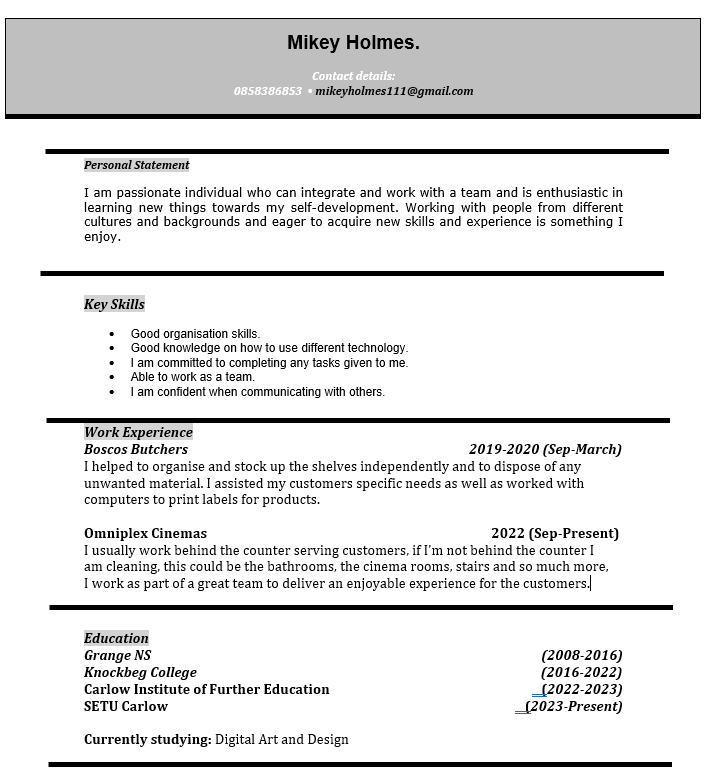 Mikey Holmes.
Contact details:
0858386853 • mikeyholmes111@gmail.com
Personal Statement
I am passionate individual who can integrate and work with a team and is enthusiastic in
learning new things towards my self-development. Working with people from different
cultures and backgrounds and eager to acquire new skills and experience is something I
enjoy.
Key Skills
• Good organisation skills.
• Good knowledge on how to use different technology.
• I am committed to completing any tasks given to me.
• Able to work as a team.
• I am confident when communicating with others.
Work Experience
Boscos Butchers 2019-2020 (Sep-March)
I helped to organise and stock up the shelves independently and to dispose of any
unwanted material. I assisted my customers specific needs as well as worked with
computers to print labels for products.
Omniplex Cinemas 2022 (Sep-Present)
I usually work behind the counter serving customers, if I'm not behind the counter I
am cleaning, this could be the bathrooms, the cinema rooms, stairs and so much more,
I work as part of a great team to deliver an enjoyable experience for the customers.
Education
Grange NS (2008-2016)
Knockbeg College (2016-2022)
Carlow Institute of Further Education (2022-2023)
SETU Carlow (2023-Present)
Currently studying: Digital Art and Design